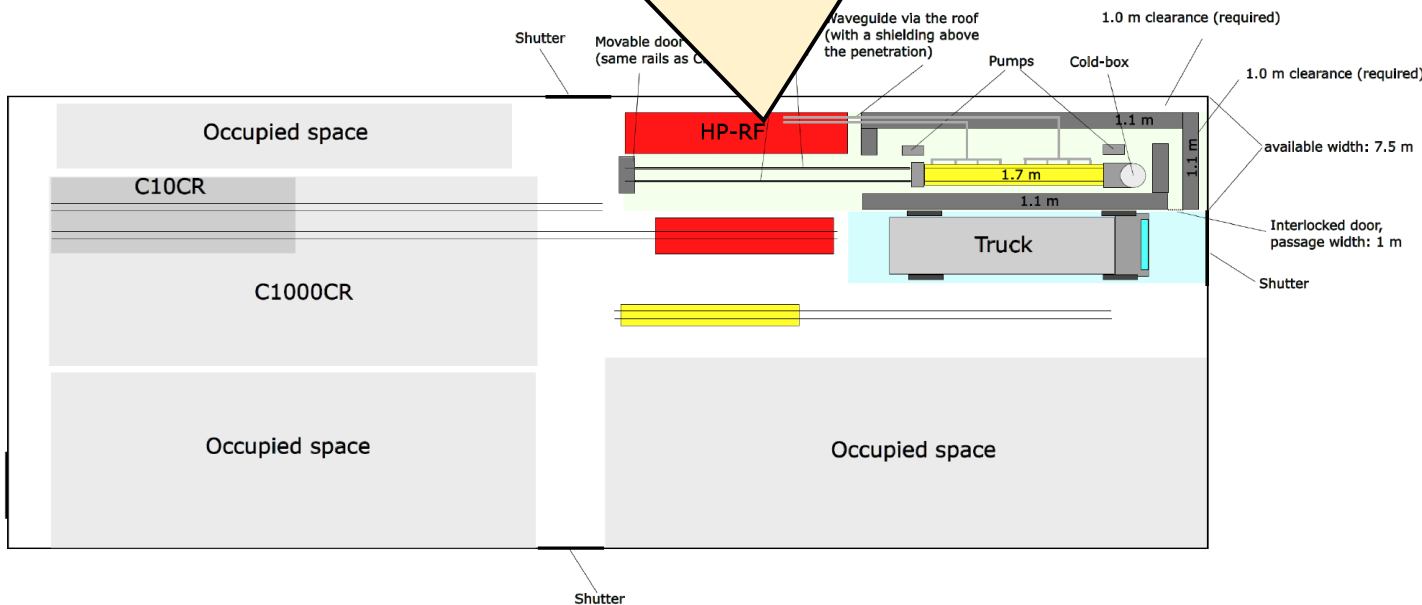 Shutter
Movable door
(same rails as
Waveguide via the roof
(with a shielding above
the penetration)
1.0 m clearance (required)
Pumps
Cold-box
1.0 m clearance (required)
Occupied space
HP-RF
1.1 m
1.1 m
available width: 7.5 m
C10CR
1.7 m
1.1 m
Interlocked door,
passage width: 1 m
Truck
Shutter
C1000CR
Occupied space
Occupied space
Shutter